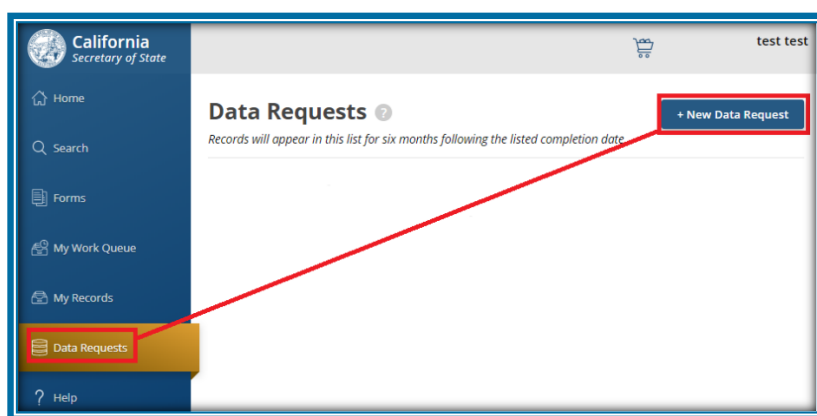 California
Secretary of State
test test
Home
Search
Forms
My Work Queue
My Records
Data Requests
? Help
Data Requests ?
+ New Data Request
Records will appear in this list for six months following the listed completion date